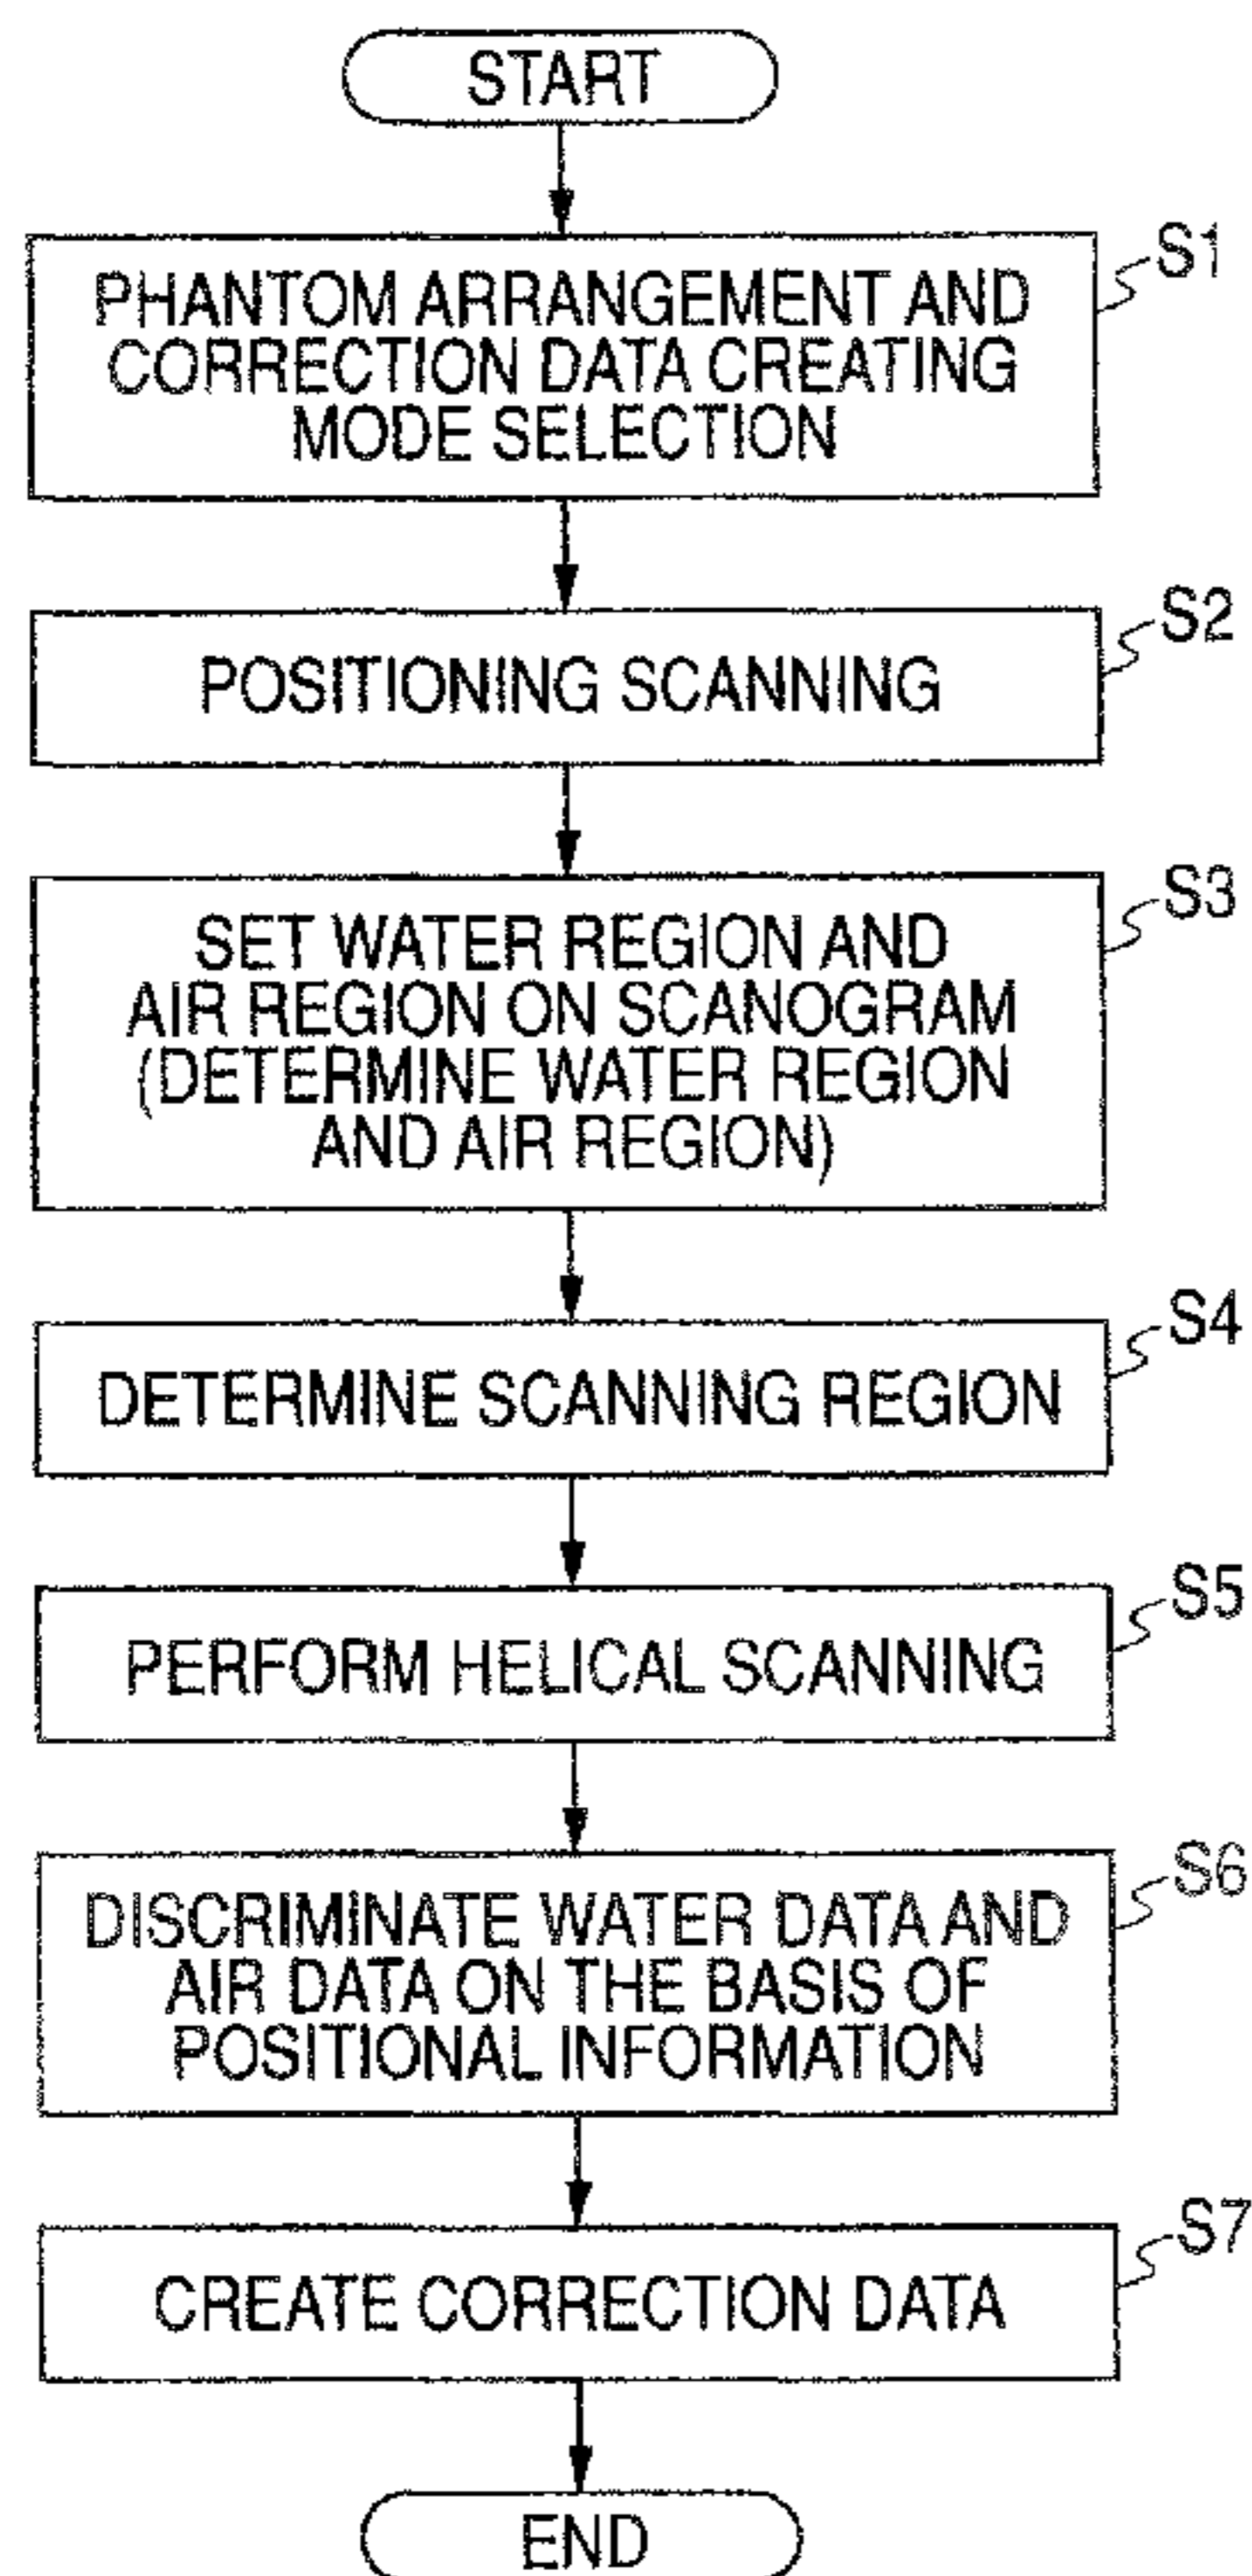 START
S1
PHANTOM ARRANGEMENT AND
CORRECTION DATA CREATING
MODE SELECTION
S2
POSITIONING SCANNING
S3
SET WATER REGION AND
AIR REGION ON SCANOGRAM
(DETERMINE WATER REGION
AND AIR REGION)
S4
DETERMINE SCANNING REGION
S5
PERFORM HELICAL SCANNING
S6
DISCRIMINATE WATER DATA AND
AIR DATA ON THE BASIS OF
POSITIONAL INFORMATION
S7
CREATE CORRECTION DATA
END